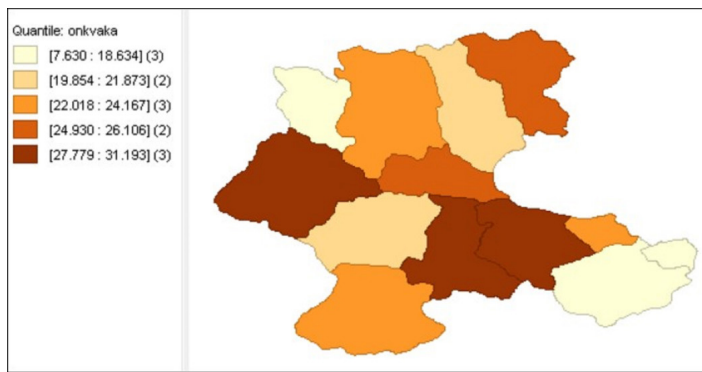 Quantile: onkvaka
[7.630 : 18.634] (3)
[19.854 : 21.873] (2)
[22.018 : 24.167] (3)
[24.930 : 26.106] (2)
[27.779 : 31.193] (3)